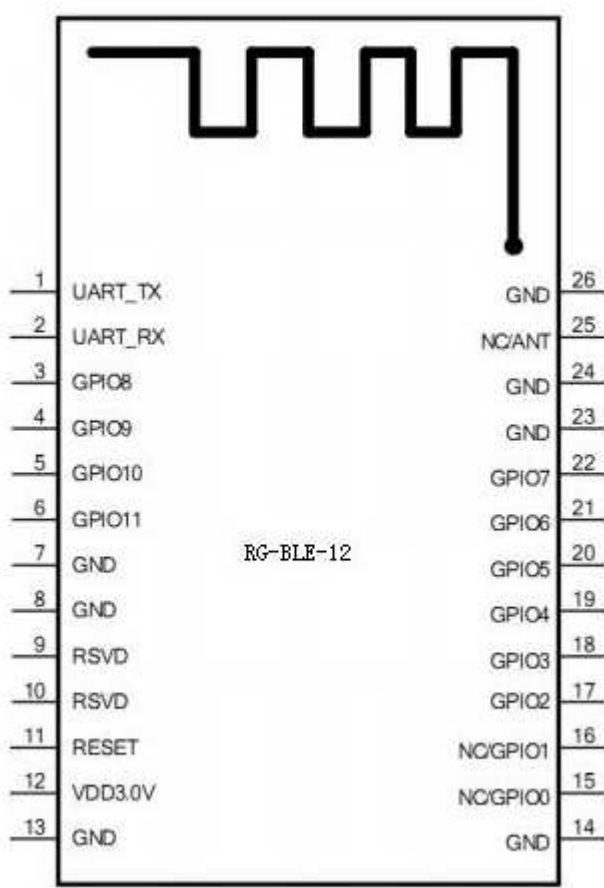 1 UART_TX GND 26
2 UART_RX NC/ANT 25
3 GPIO8 GND 24
4 GPIO9 GND 23
5 GPIO10 GPIO7 22
6 GPIO11 GPIO6 21
RG-BLE-12
7 GND GPIO5 20
8 GND GPIO4 19
9 RSVD GPIO3 18
10 RSVD GPIO2 17
11 RESET NC/GPIO1 16
12 VDD3.0V NC/GPIO0 15
13 GND GND 14